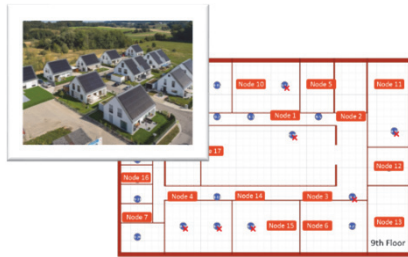 Node 10
Node 5
Node 11
Node 1
Node 2
17
Node 12
Node 16
Node 4
Node 14
Node 3
Node 7
Node 15
Node 6
Node 13
9th Floor